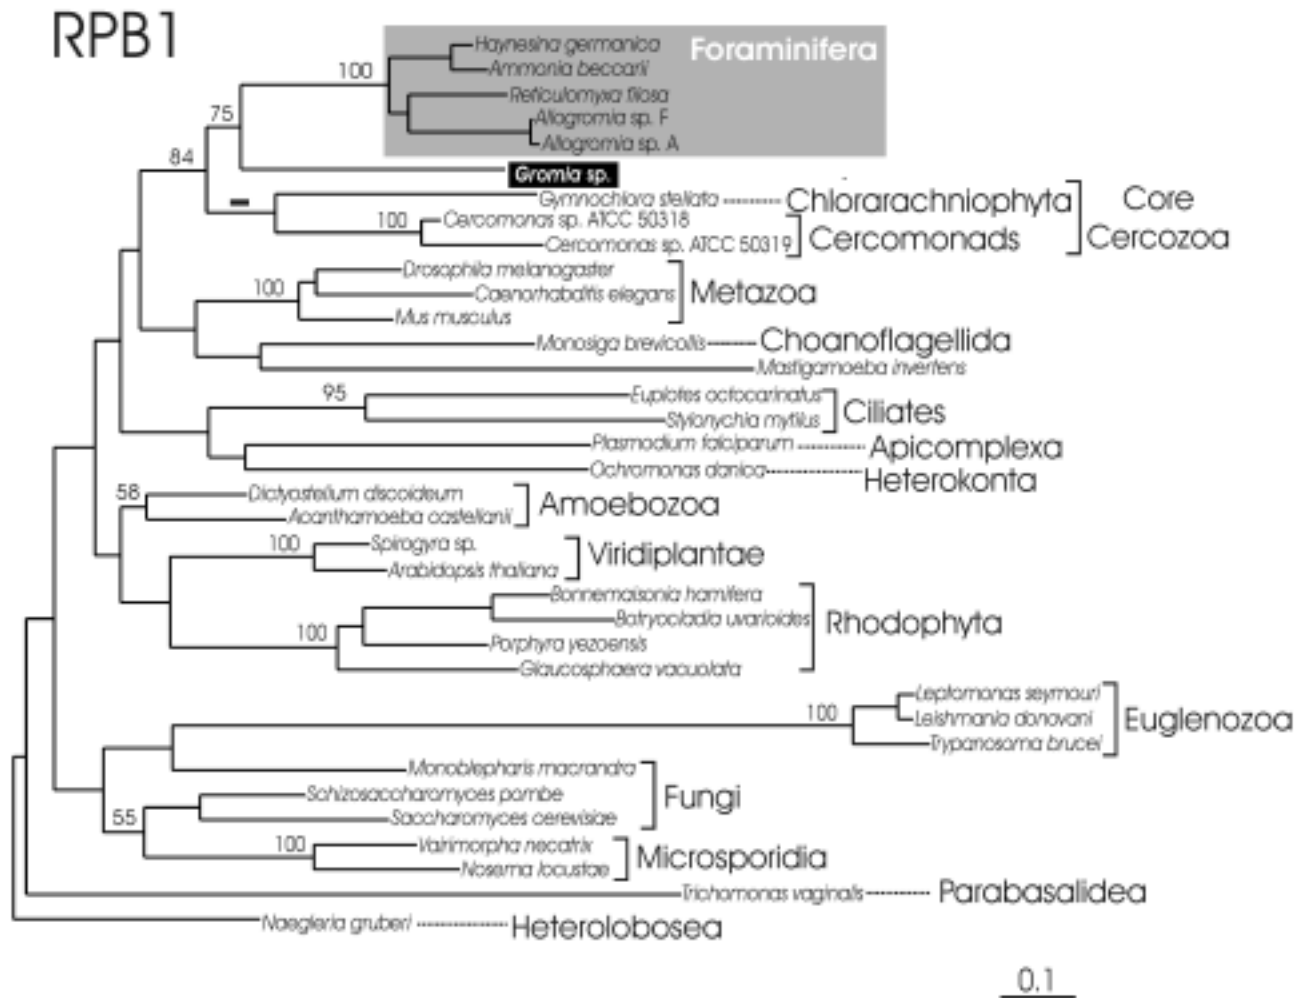 RPB1
Haynesina germanica
Foraminifera
100
Ammonia beccarii
Reticulomyxa filosa
75
Allogromia sp. F
Allogromia sp. A
84
Gromia sp.
Gymnochlora stellata
Chlorarachniophyta
Core
Cercozoa
100
Cercomonas sp. ATCC 50318
Cercomonas sp. ATCC 50319
Cercomonads
Drosophila melanogaster
100
Caenorhabditis elegans
Metazoa
Mus musculus
Monosiga brevicollis
Choanoflagellida
Mastigamoeba invertens
95
Euplotes octocarinatus
Ciliates
Stylonychia mytilus
Plasmodium falciparum
Apicomplexa
Ochromonas danica
Heterokonta
58
Dictyostelium discoideum
Amoebozoa
Acanthamoeba castellanii
100
Spirogyra sp.
Viridiplantae
Arabidopsis thaliana
Bonnemaisonia hamifera
Botryocladia uvarioides
Rhodophyta
100
Porphyra yezoensis
Glaucosphaera vacuolata
Leptomonas seymouri
100
Leishmania donovani
Euglenozoa
Trypanosoma brucei
Monoblepharis macrandra
Schizosaccharomyces pombe
Fungi
55
Saccharomyces cerevisiae
100
Vairimorpha necatrix
Microsporidia
Nosema locustae
Trichomonas vaginalis
Parabasalidea
Naegleria gruberi
Heterolobosea
0.1